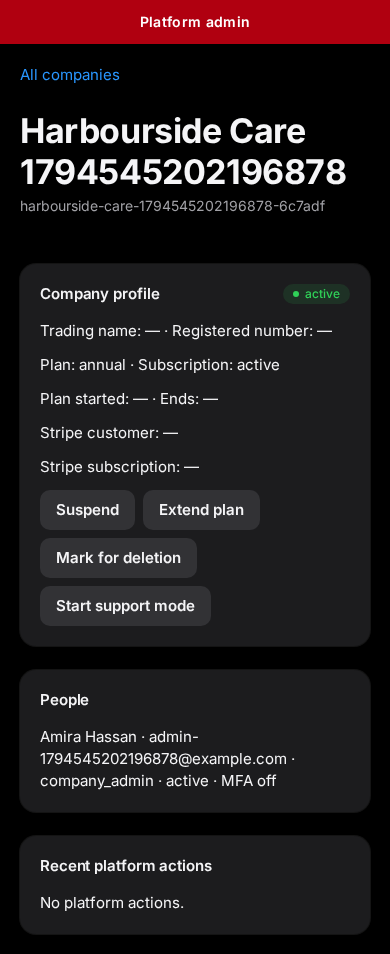 Platform admin
All companies
Harbourside Care
1794545202196878
harbourside-care-1794545202196878-6c7adf
Company profile
active
Trading name: — · Registered number: —
Plan: annual · Subscription: active
Plan started: — · Ends: —
Stripe customer: —
Stripe subscription: —
Suspend
Extend plan
Mark for deletion
Start support mode
People
Amira Hassan · admin-
1794545202196878@example.com ·
company_admin · active · MFA off
Recent platform actions
No platform actions.